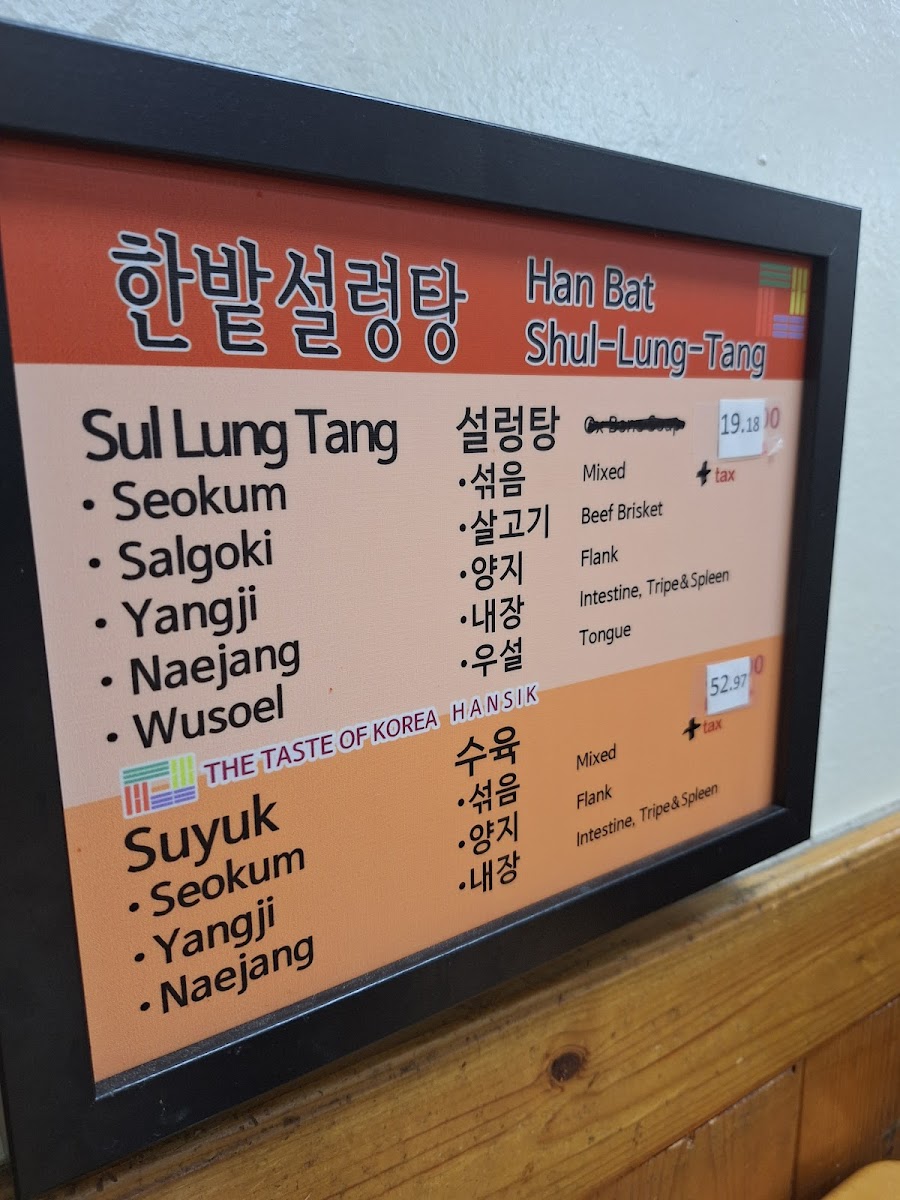 한밭설렁탕 Han Bat
Shul-Lung-Tang
Sul Lung Tang 설렁탕 Ox Bone Soup 19.18
+ tax
• Seokum •섞음 Mixed
• Salgoki •살고기 Beef Brisket
• Yangji •양지 Flank
• Naejang •내장 Intestine, Tripe&Spleen
• Wusoel •우설 Tongue
THE TASTE OF KOREA HANSIK
Suyuk 수육 52.97
+ tax
• Seokum •섞음 Mixed
• Yangji •양지 Flank
• Naejang •내장 Intestine, Tripe&Spleen